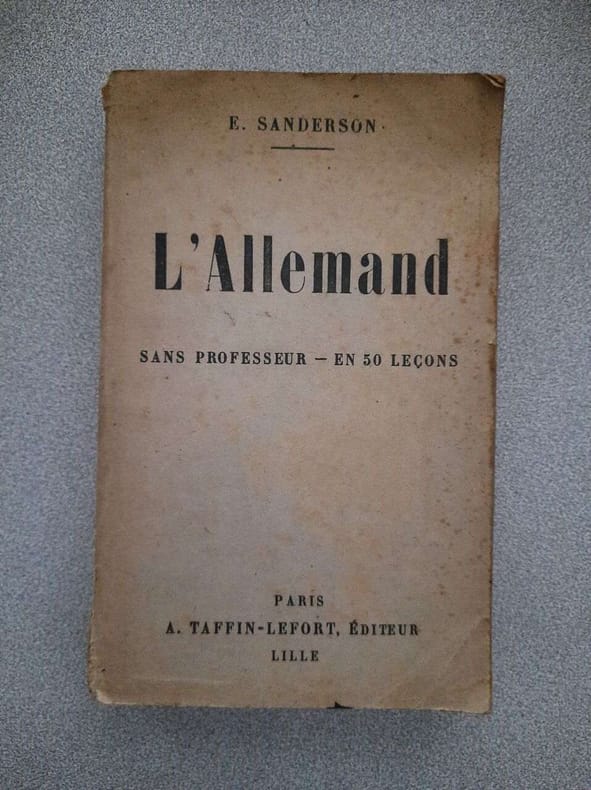 E. SANDERSON
L'Allemand
SANS PROFESSEUR — EN 50 LEÇONS
PARIS
A. TAFFIN-LEFORT, ÉDITEUR
LILLE